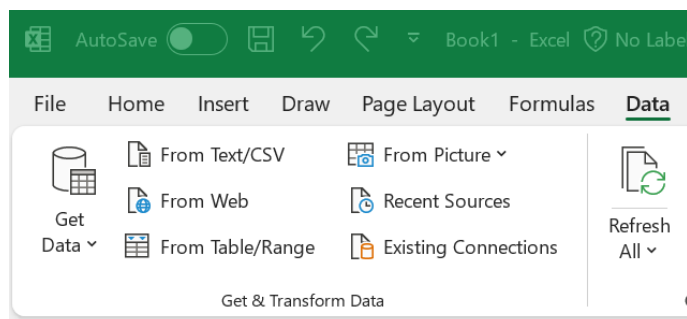 AutoSave Book1 - Excel No Labe
File Home Insert Draw Page Layout Formulas Data
Get Data
From Text/CSV
From Web
From Table/Range
From Picture
Recent Sources
Existing Connections
Get & Transform Data
Refresh
All